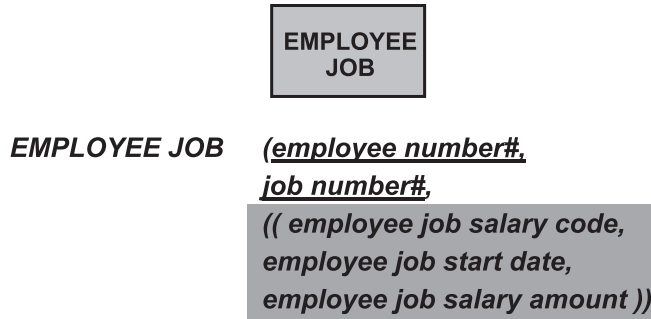 EMPLOYEE
JOB
EMPLOYEE JOB (employee number#,
job number#,
(( employee job salary code,
employee job start date,
employee job salary amount ))